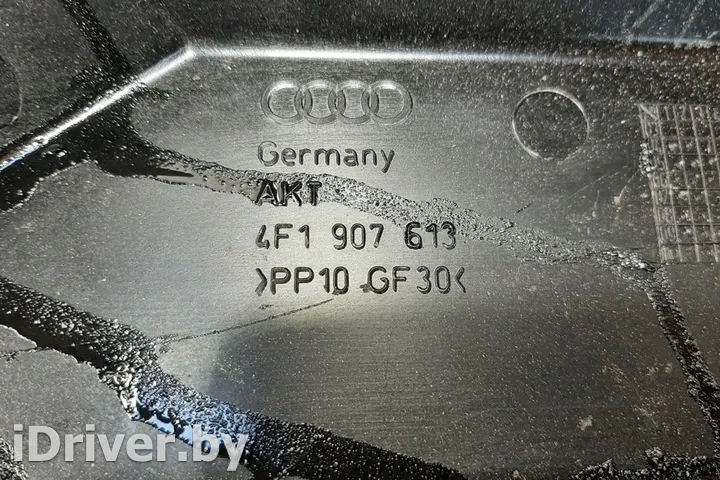 Germany
AKT
4F1 907 613
>PP10 GF30<
iDriver.by